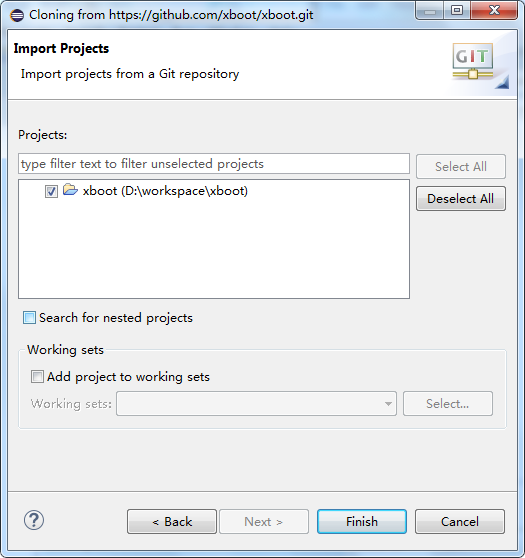 Cloning from https://github.com/xboot/xboot.git
Import Projects
Import projects from a Git repository
GIT
Projects:
type filter text to filter unselected projects
Select All
xboot (D:\workspace\xboot)
Deselect All
Search for nested projects
Working sets
Add project to working sets
Working sets:
Select...
?
< Back
Next >
Finish
Cancel